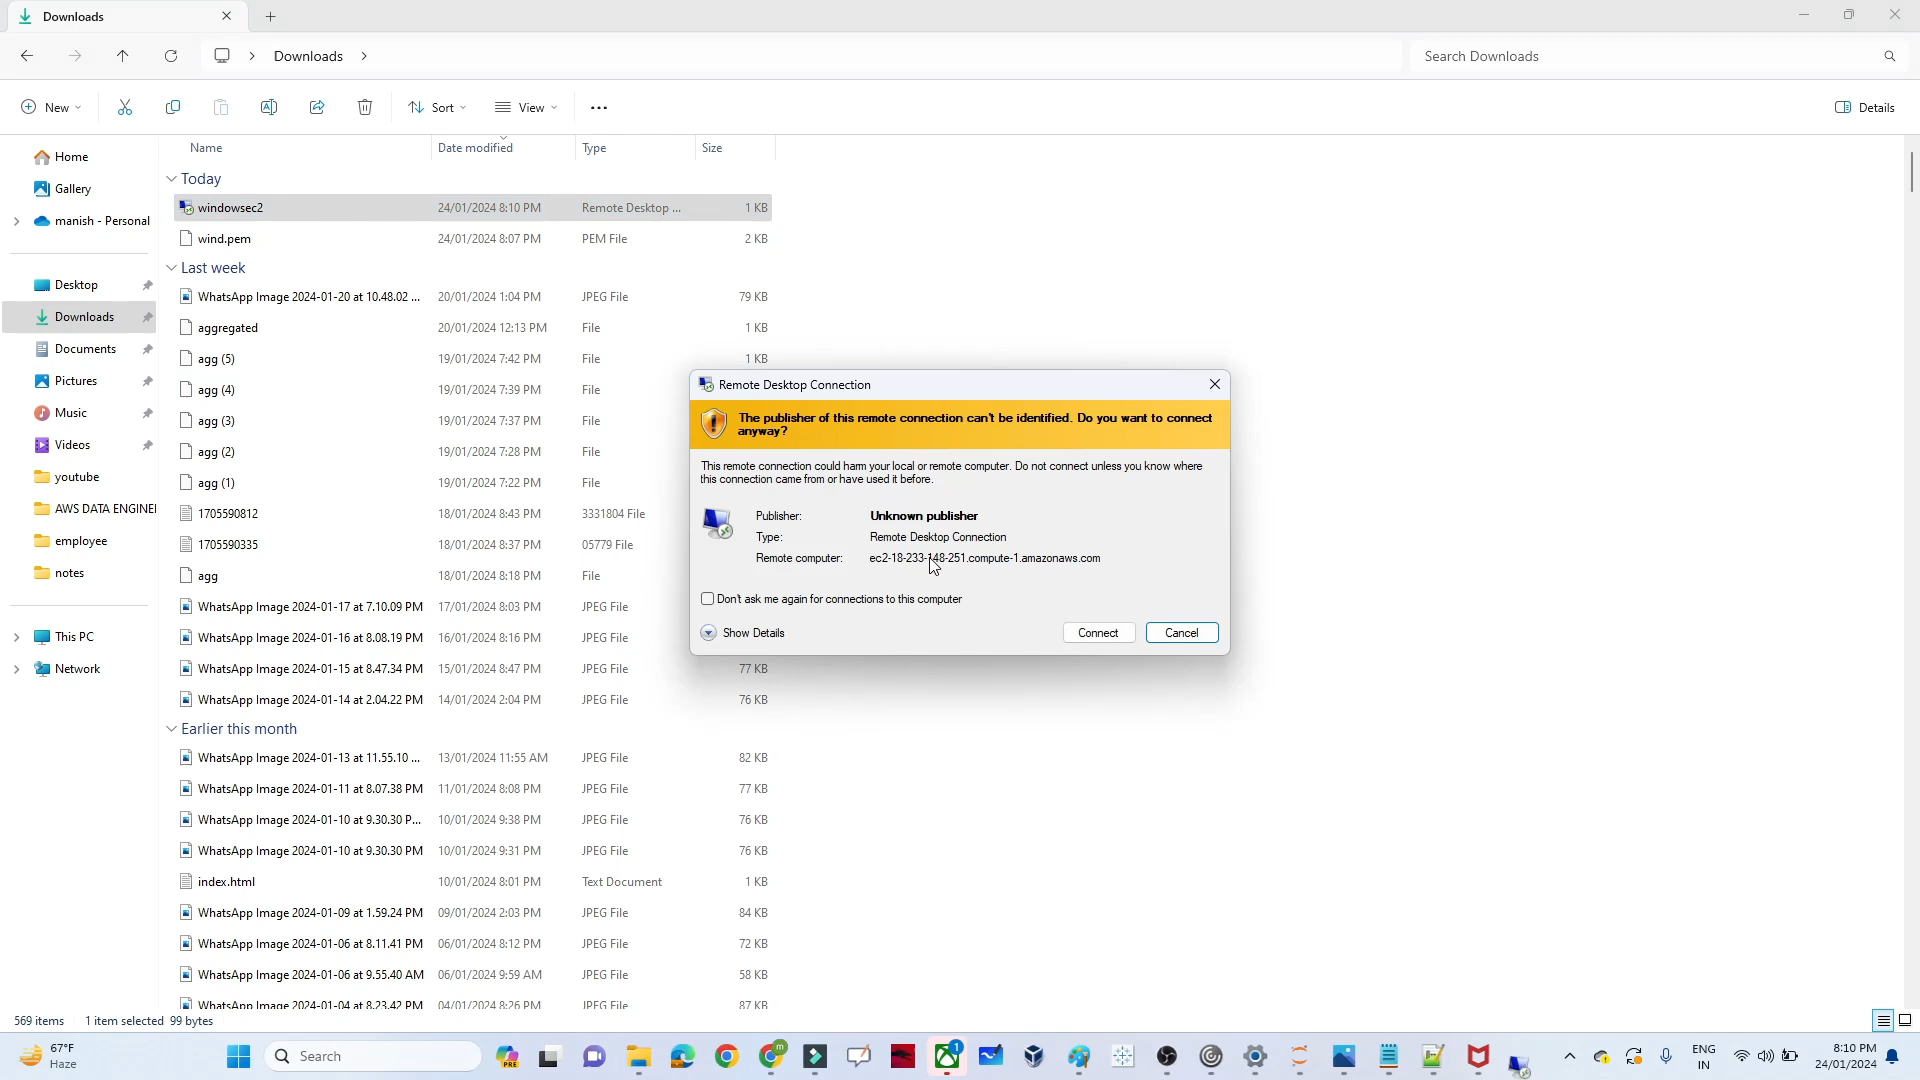 Downloads
Downloads
Search Downloads
New
Sort
View
Details
Name Date modified Type Size
Home
Gallery
manish - Personal
Desktop
Downloads
Documents
Pictures
Music
Videos
youtube
AWS DATA ENGINEI
employee
notes
This PC
Network
Today
windowsec2 24/01/2024 8:10 PM Remote Desktop ... 1 KB
wind.pem 24/01/2024 8:07 PM PEM File 2 KB
Last week
WhatsApp Image 2024-01-20 at 10.48.02 ... 20/01/2024 1:04 PM JPEG File 79 KB
aggregated 20/01/2024 12:13 PM File 1 KB
agg (5) 19/01/2024 7:42 PM File 1 KB
agg (4) 19/01/2024 7:39 PM File
agg (3) 19/01/2024 7:37 PM File
agg (2) 19/01/2024 7:28 PM File
agg (1) 19/01/2024 7:22 PM File
1705590812 18/01/2024 8:43 PM 3331804 File
1705590335 18/01/2024 8:37 PM 05779 File
agg 18/01/2024 8:18 PM File
WhatsApp Image 2024-01-17 at 7.10.09 PM 17/01/2024 8:03 PM JPEG File
WhatsApp Image 2024-01-16 at 8.08.19 PM 16/01/2024 8:16 PM JPEG File
WhatsApp Image 2024-01-15 at 8.47.34 PM 15/01/2024 8:47 PM JPEG File 77 KB
WhatsApp Image 2024-01-14 at 2.04.22 PM 14/01/2024 2:04 PM JPEG File 76 KB
Earlier this month
WhatsApp Image 2024-01-13 at 11.55.10 ... 13/01/2024 11:55 AM JPEG File 82 KB
WhatsApp Image 2024-01-11 at 8.07.38 PM 11/01/2024 8:08 PM JPEG File 77 KB
WhatsApp Image 2024-01-10 at 9.30.30 P... 10/01/2024 9:38 PM JPEG File 76 KB
WhatsApp Image 2024-01-10 at 9.30.30 PM 10/01/2024 9:31 PM JPEG File 76 KB
index.html 10/01/2024 8:01 PM Text Document 1 KB
WhatsApp Image 2024-01-09 at 1.59.24 PM 09/01/2024 2:03 PM JPEG File 84 KB
WhatsApp Image 2024-01-06 at 8.11.41 PM 06/01/2024 8:12 PM JPEG File 72 KB
WhatsApp Image 2024-01-06 at 9.55.40 AM 06/01/2024 9:59 AM JPEG File 58 KB
WhatsApp Image 2024-01-04 at 8.23.42 PM 04/01/2024 8:26 PM JPEG File 87 KB
Remote Desktop Connection
The publisher of this remote connection can't be identified. Do you want to connect
anyway?
This remote connection could harm your local or remote computer. Do not connect unless you know where
this connection came from or have used it before.
Publisher: Unknown publisher
Type: Remote Desktop Connection
Remote computer: ec2-18-233-148-251.compute-1.amazonaws.com
Don't ask me again for connections to this computer
Show Details
Connect
Cancel
569 items 1 item selected 99 bytes
67°F
Haze
Search
PRE
m
1
ENG
IN
8:10 PM
24/01/2024